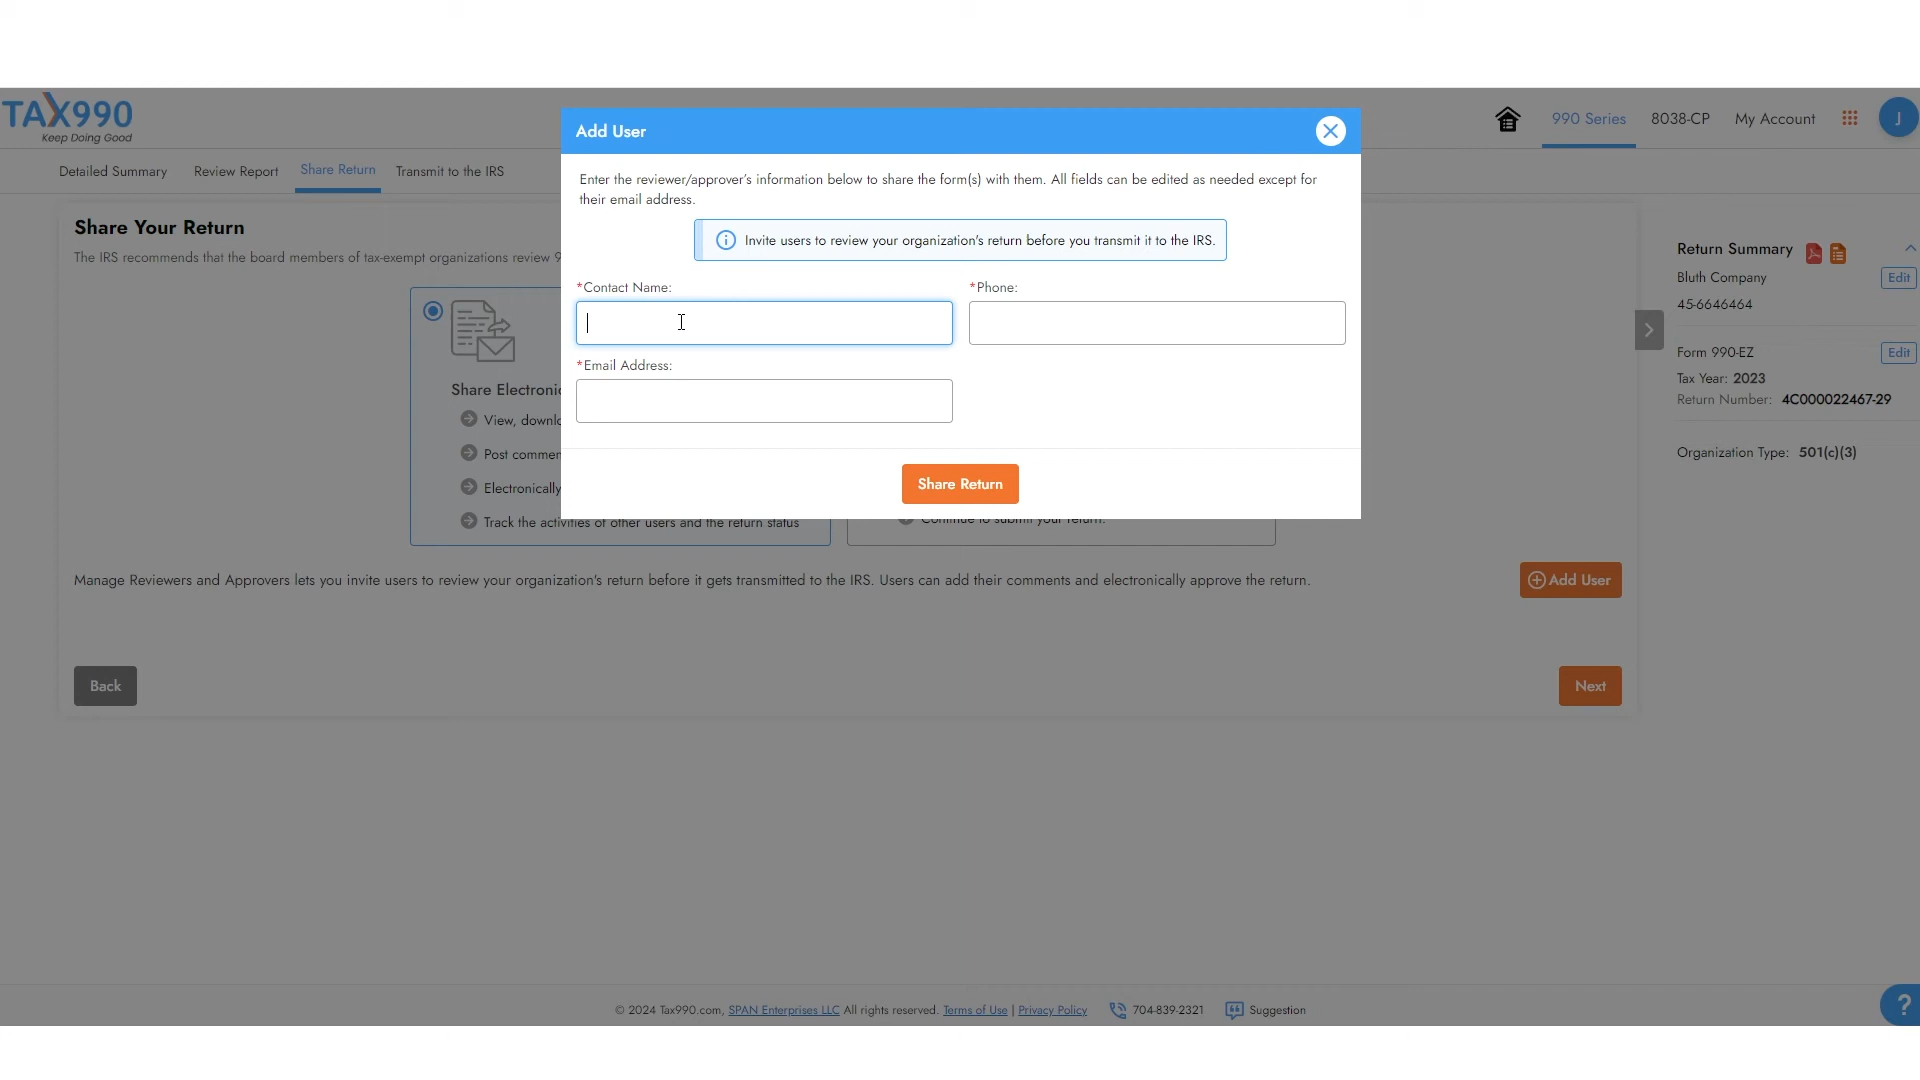 TAX990
Keep Doing Good
990 Series
8038-CP
My Account
J
Detailed Summary
Review Report
Share Return
Transmit to the IRS
Add User
Enter the reviewer/approver's information below to share the form(s) with them. All fields can be edited as needed except for
their email address.
Invite users to review your organization's return before you transmit it to the IRS.
*Contact Name:
*Phone:
*Email Address:
Share Return
Share Your Return
The IRS recommends that the board members of tax-exempt organizations review 9
Share Electronic
View, downlo
Post commen
Electronically
Track the activities of other users and the return status
Continue to submit your return.
Manage Reviewers and Approvers lets you invite users to review your organization's return before it gets transmitted to the IRS. Users can add their comments and electronically approve the return.
Add User
Back
Next
Return Summary
Bluth Company
Edit
45-6646464
Form 990-EZ
Edit
Tax Year: 2023
Return Number: 4C000022467-29
Organization Type: 501(c)(3)
© 2024 Tax990.com, SPAN Enterprises LLC All rights reserved. Terms of Use | Privacy Policy
704-839-2321
Suggestion
?